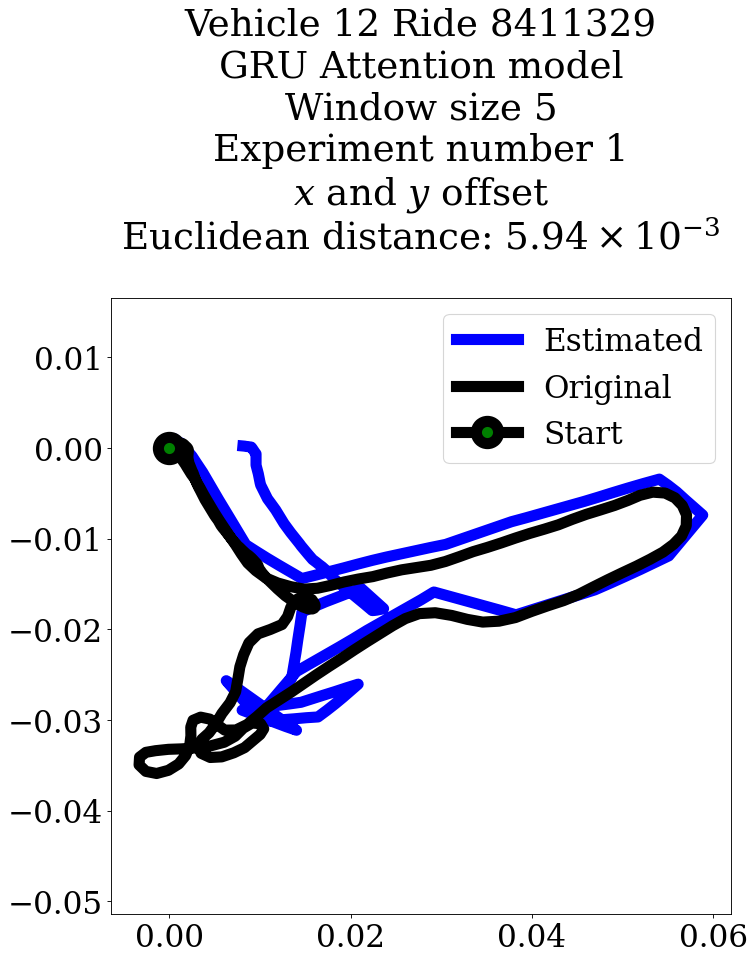 Vehicle 12 Ride 8411329
GRU Attention model
Window size 5
Experiment number 1
x and y offset
Euclidean distance: 5.94 × 10⁻³
Estimated
Original
Start
0.01
0.00
−0.01
−0.02
−0.03
−0.04
−0.05
0.00 0.02 0.04 0.06